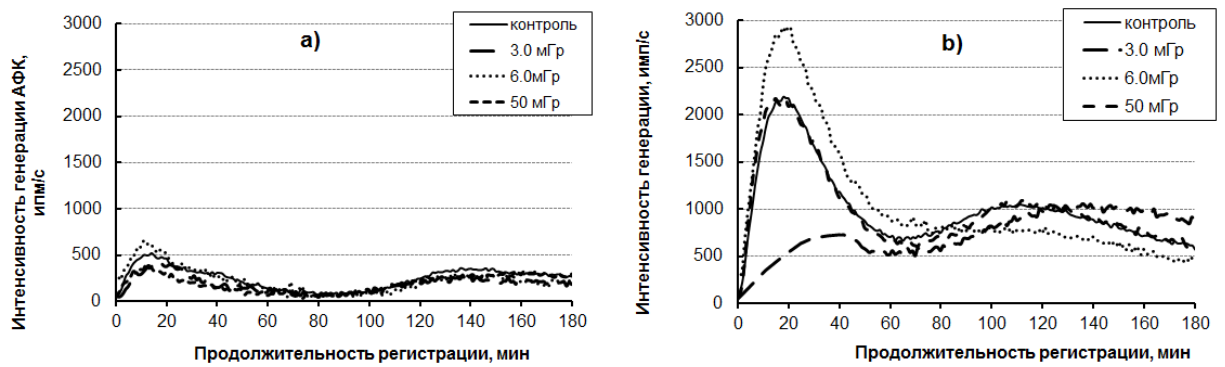 Интенсивность генерации АФК,
ипм/с
3000
2500
2000
1500
1000
500
0
a)
контроль
3.0 мГр
6.0мГр
50 мГр
0 20 40 60 80 100 120 140 160 180
Продолжительность регистрации, мин
Интенсивность генерации, имп/с
3000
2500
2000
1500
1000
500
0
b)
контроль
3.0 мГр
6.0мГр
50 мГр
0 20 40 60 80 100 120 140 160 180
Продолжительность регистрации, мин